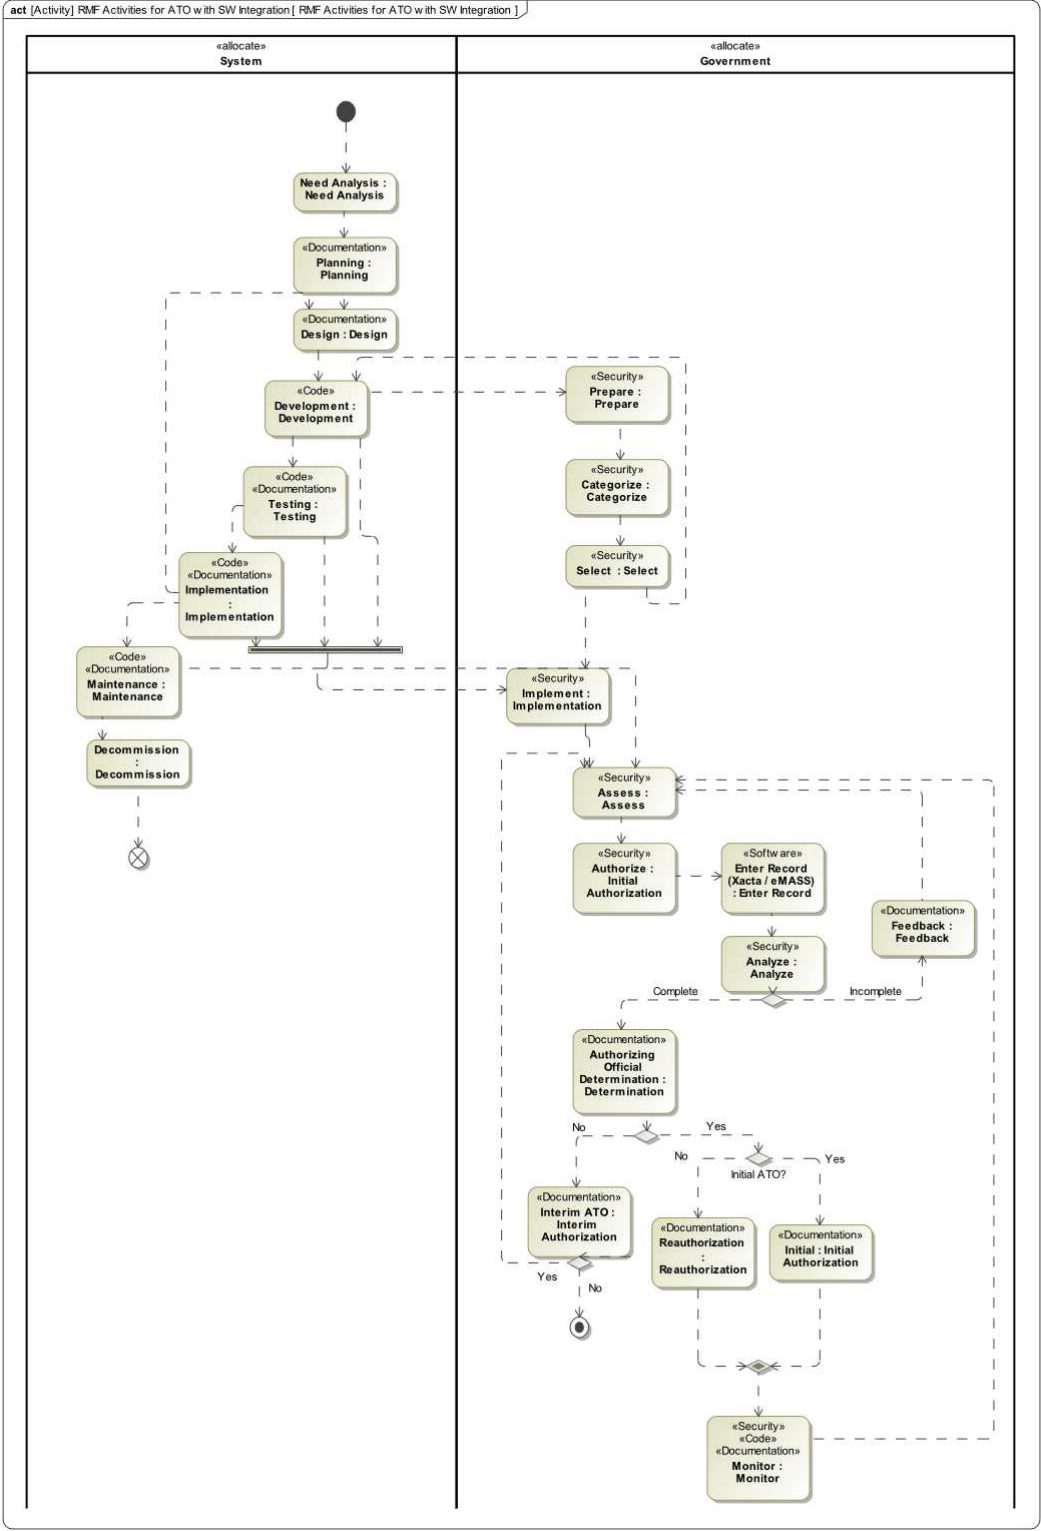 act [Activity] RMF Activities for ATO with SW Integration [ RMF Activities for ATO with SW Integration ]
«allocate»
System
«allocate»
Government
Need Analysis :
Need Analysis
«Documentation»
Planning :
Planning
«Documentation»
Design : Design
«Code»
Development :
Development
«Security»
Prepare :
Prepare
«Code»
«Documentation»
Testing :
Testing
«Security»
Categorize :
Categorize
«Security»
Select : Select
«Code»
«Documentation»
Implementation
:
Implementation
«Code»
«Documentation»
Maintenance :
Maintenance
«Security»
Implement :
Implementation
Decommission
:
Decommission
«Security»
Assess :
Assess
«Security»
Authorize :
Initial
Authorization
«Software»
Enter Record
(Xacta / eMASS)
: Enter Record
«Documentation»
Feedback :
Feedback
«Security»
Analyze :
Analyze
Complete
Incomplete
«Documentation»
Authorizing
Official
Determination :
Determination
No
Yes
No
Yes
Initial ATO?
«Documentation»
Interim ATO :
Interim
Authorization
«Documentation»
Reauthorization
:
Reauthorization
«Documentation»
Initial : Initial
Authorization
Yes
No
«Security»
«Code»
«Documentation»
Monitor :
Monitor